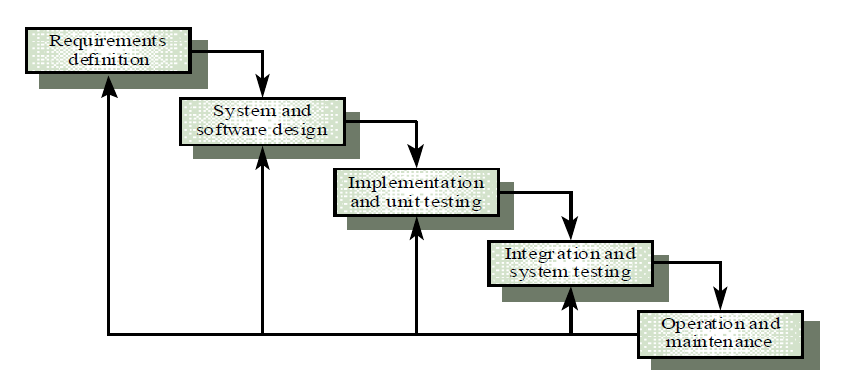 Requirements
definition
System and
software design
Implementation
and unit testing
Integration and
system testing
Operation and
maintenance